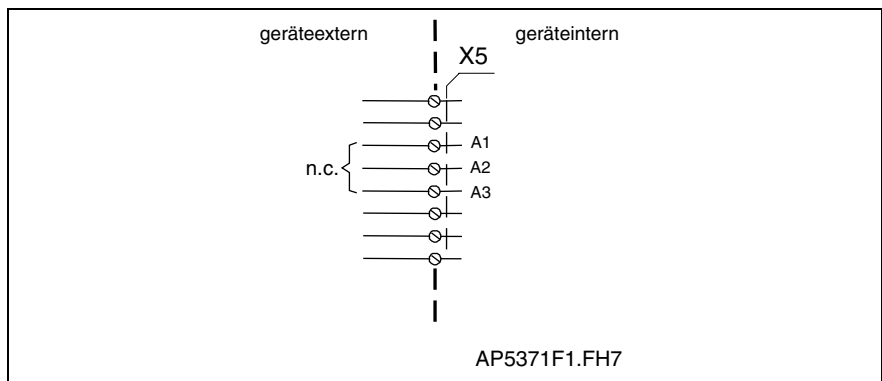 geräteextern
geräteintern
X5
A1
n.c.
A2
A3
AP5371F1.FH7